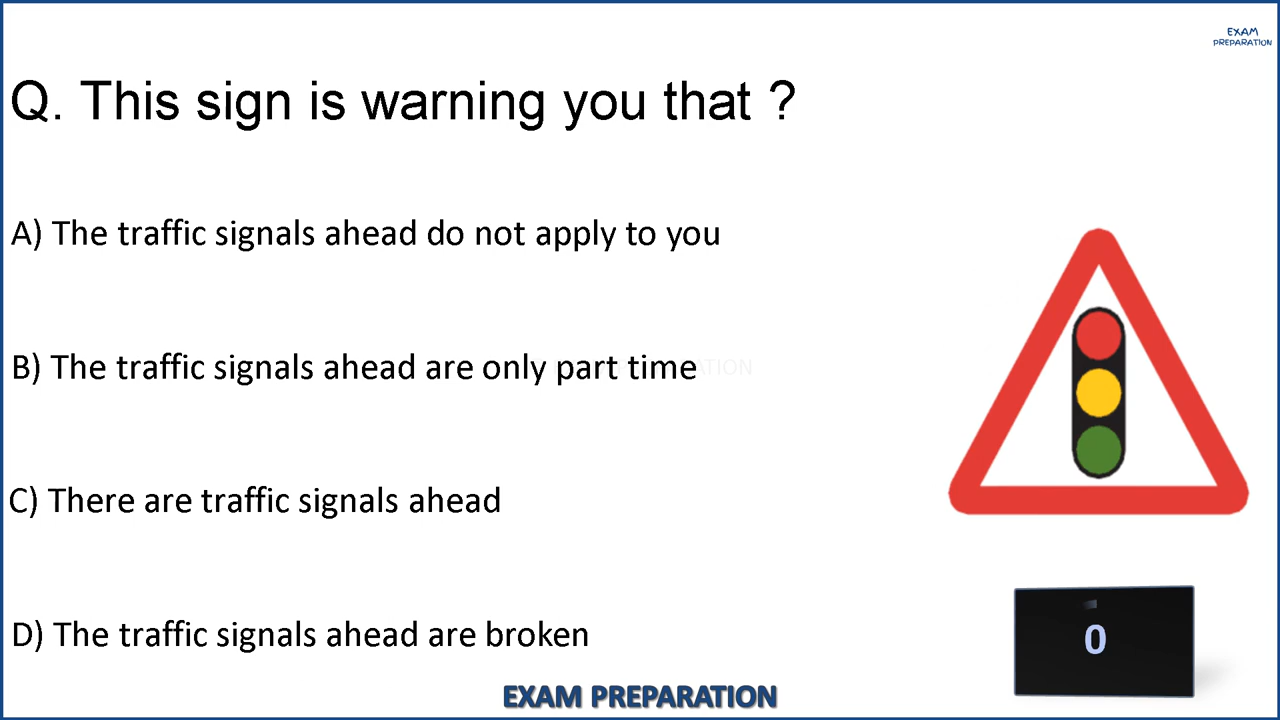 EXAM
PREPARATION
Q. This sign is warning you that ?
A) The traffic signals ahead do not apply to you
B) The traffic signals ahead are only part time
C) There are traffic signals ahead
D) The traffic signals ahead are broken
0
EXAM PREPARATION